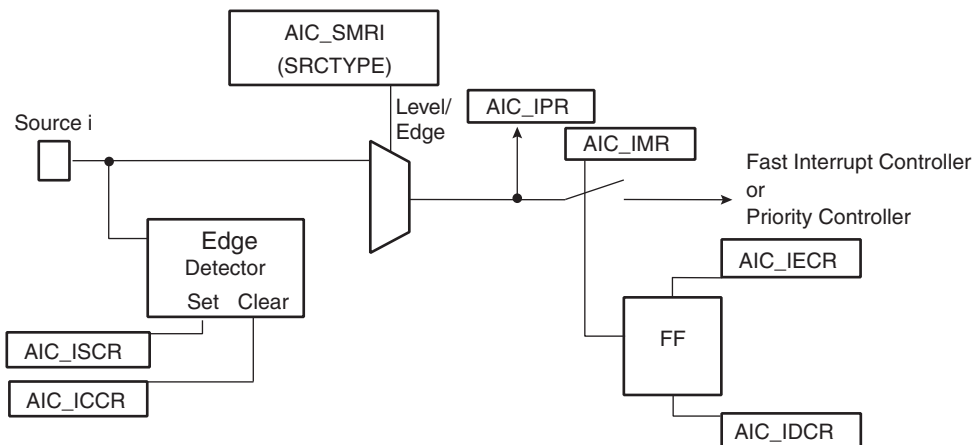 AIC_SMRI
(SRCTYPE)
Level/
Edge
AIC_IPR
Source i
AIC_IMR
Fast Interrupt Controller
or
Priority Controller
Edge
Detector
Set Clear
AIC_IECR
FF
AIC_ISCR
AIC_ICCR
AIC_IDCR